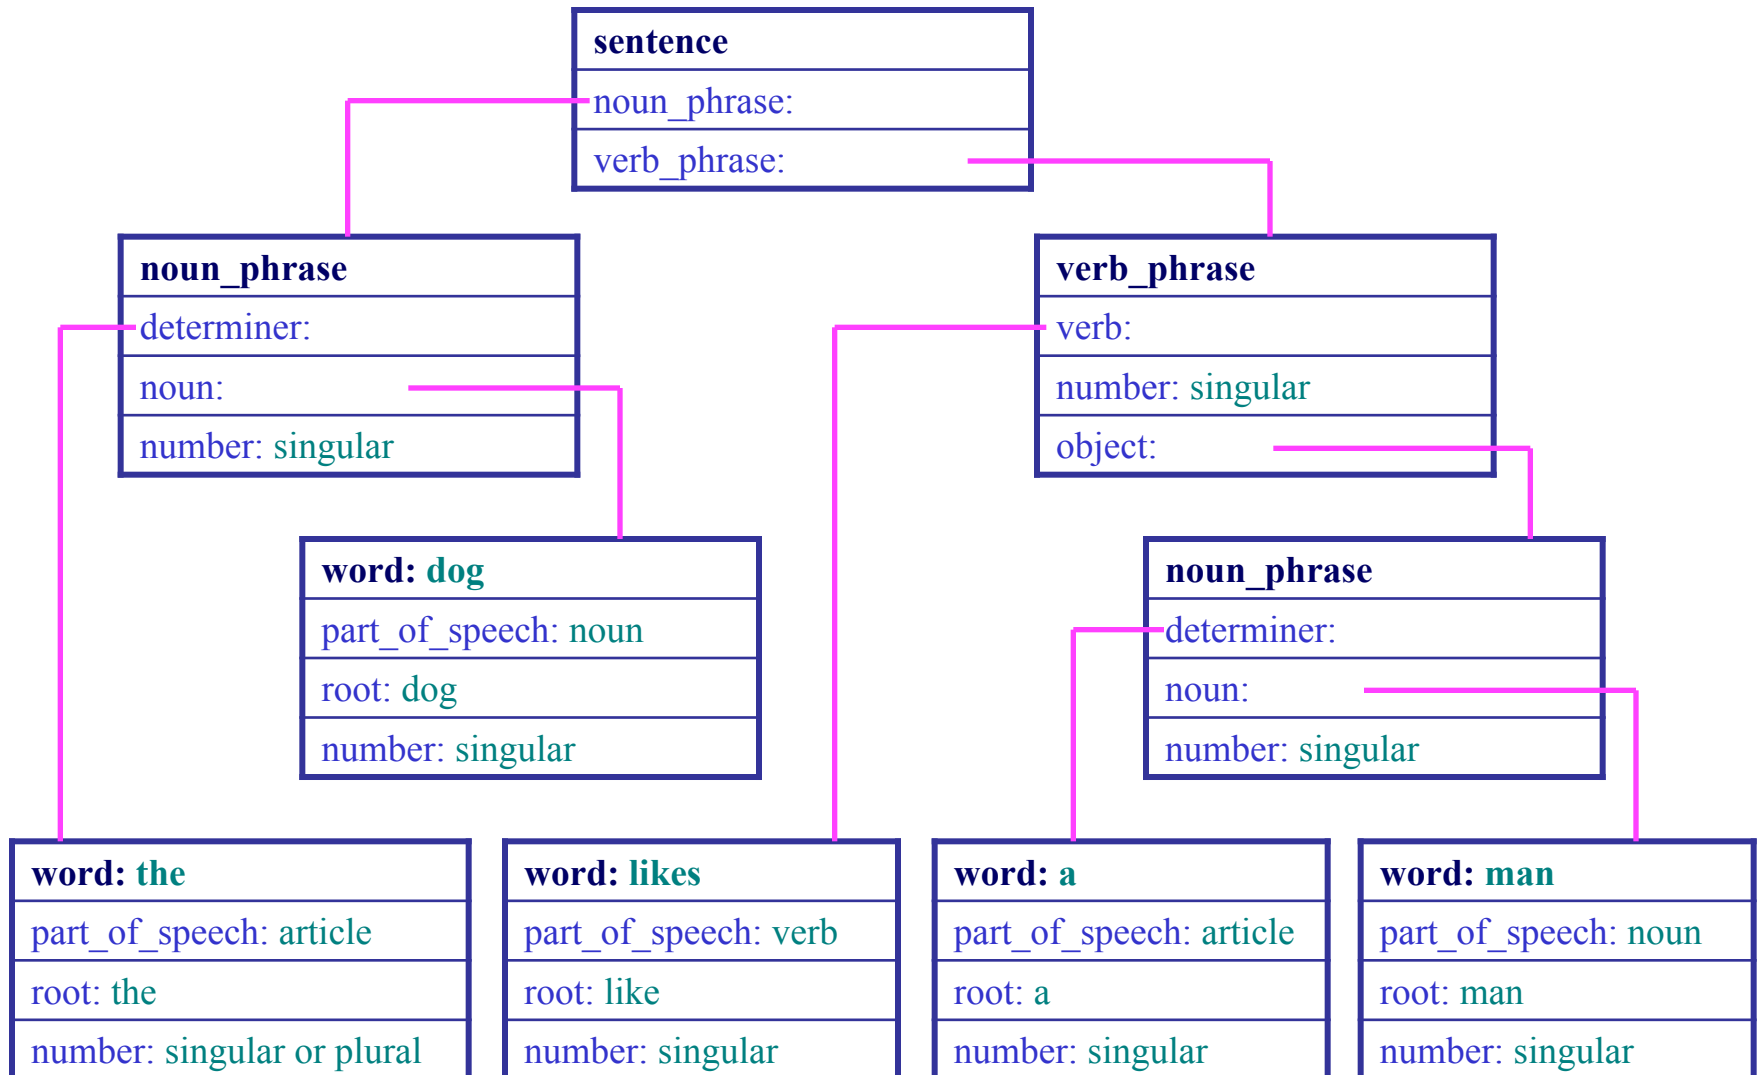 sentence
noun_phrase:
verb_phrase:
noun_phrase
determiner:
noun:
number: singular
verb_phrase
verb:
number: singular
object:
word: dog
part_of_speech: noun
root: dog
number: singular
noun_phrase
determiner:
noun:
number: singular
word: the
part_of_speech: article
root: the
number: singular or plural
word: likes
part_of_speech: verb
root: like
number: singular
word: a
part_of_speech: article
root: a
number: singular
word: man
part_of_speech: noun
root: man
number: singular